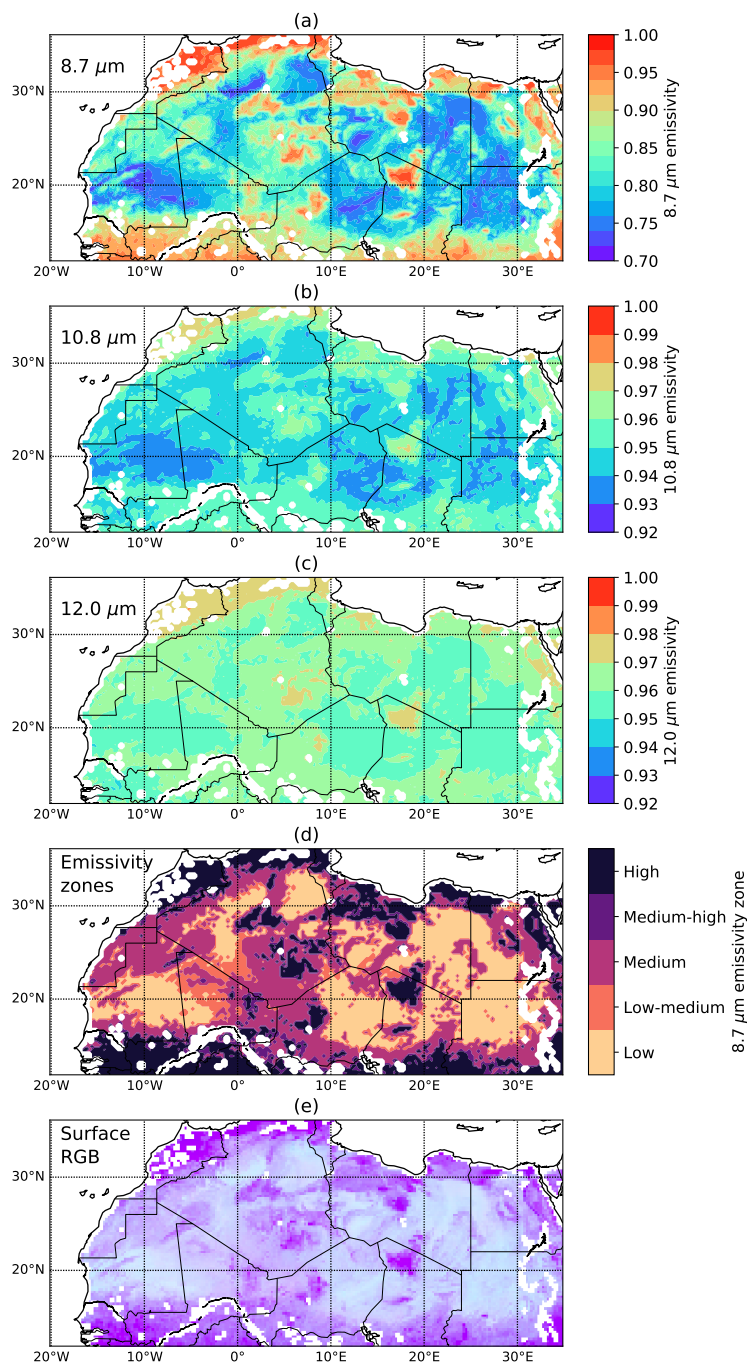 (a)
8.7 μm
30°N
20°N
20°W 10°W 0° 10°E 20°E 30°E
1.00
0.95
0.90
0.85
0.80
0.75
0.70
8.7 μm emissivity
(b)
10.8 μm
30°N
20°N
20°W 10°W 0° 10°E 20°E 30°E
1.00
0.99
0.98
0.97
0.96
0.95
0.94
0.93
0.92
10.8 μm emissivity
(c)
12.0 μm
30°N
20°N
20°W 10°W 0° 10°E 20°E 30°E
1.00
0.99
0.98
0.97
0.96
0.95
0.94
0.93
0.92
12.0 μm emissivity
(d)
Emissivity
zones
30°N
20°N
20°W 10°W 0° 10°E 20°E 30°E
High
Medium-high
Medium
Low-medium
Low
8.7 μm emissivity zone
(e)
Surface
RGB
30°N
20°N
20°W 10°W 0° 10°E 20°E 30°E